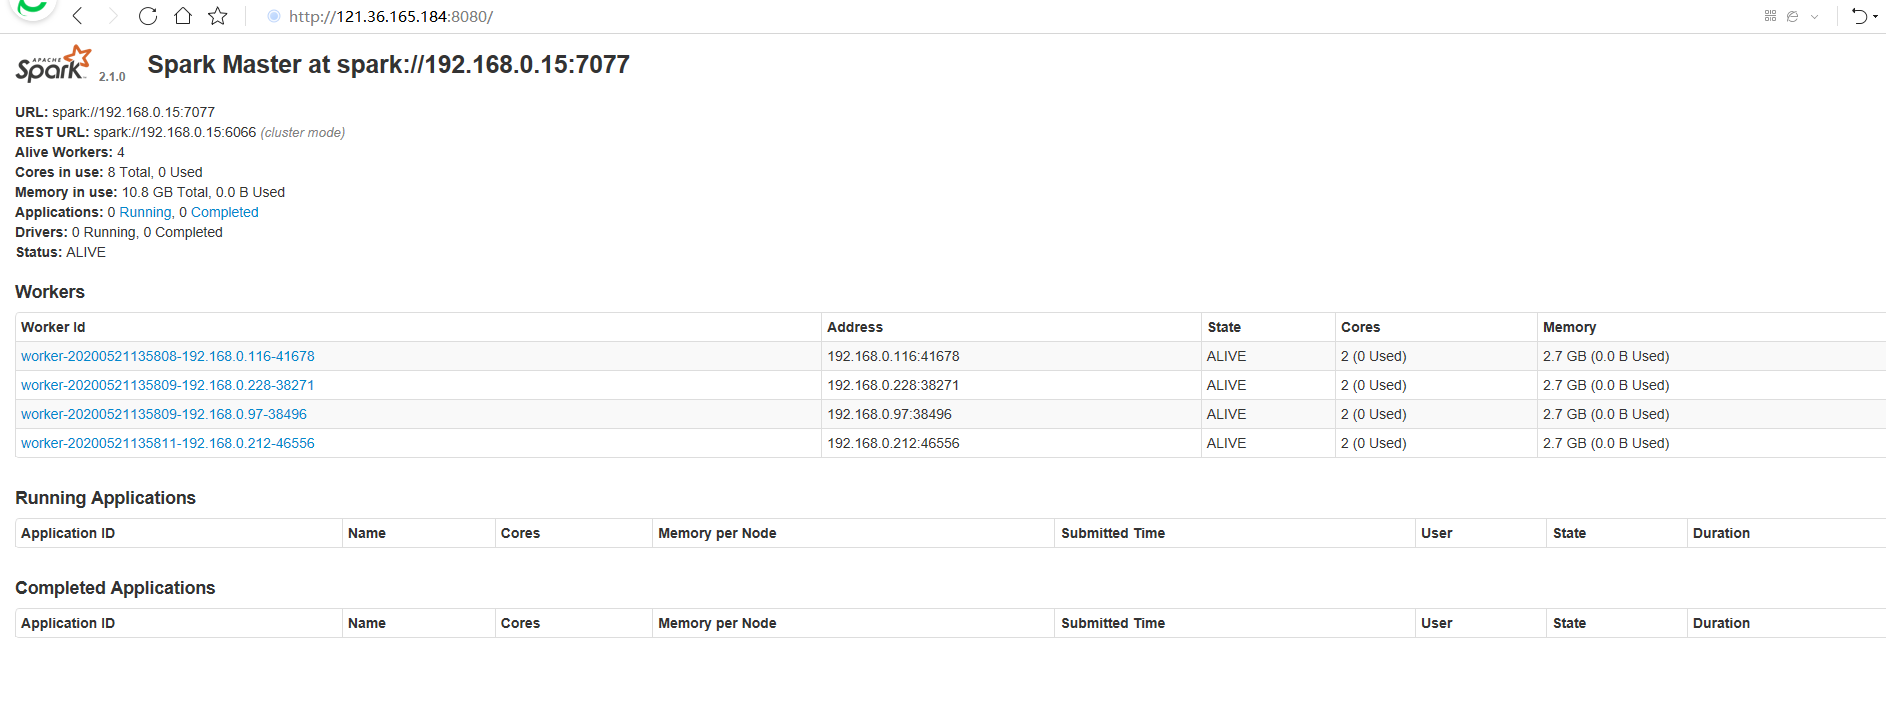 http://121.36.165.184:8080/
APACHE Spark 2.1.0 Spark Master at spark://192.168.0.15:7077
URL: spark://192.168.0.15:7077
REST URL: spark://192.168.0.15:6066 (cluster mode)
Alive Workers: 4
Cores in use: 8 Total, 0 Used
Memory in use: 10.8 GB Total, 0.0 B Used
Applications: 0 Running, 0 Completed
Drivers: 0 Running, 0 Completed
Status: ALIVE
Workers
Worker Id Address State Cores Memory
worker-20200521135808-192.168.0.116-41678 192.168.0.116:41678 ALIVE 2 (0 Used) 2.7 GB (0.0 B Used)
worker-20200521135809-192.168.0.228-38271 192.168.0.228:38271 ALIVE 2 (0 Used) 2.7 GB (0.0 B Used)
worker-20200521135809-192.168.0.97-38496 192.168.0.97:38496 ALIVE 2 (0 Used) 2.7 GB (0.0 B Used)
worker-20200521135811-192.168.0.212-46556 192.168.0.212:46556 ALIVE 2 (0 Used) 2.7 GB (0.0 B Used)
Running Applications
Application ID Name Cores Memory per Node Submitted Time User State Duration
Completed Applications
Application ID Name Cores Memory per Node Submitted Time User State Duration